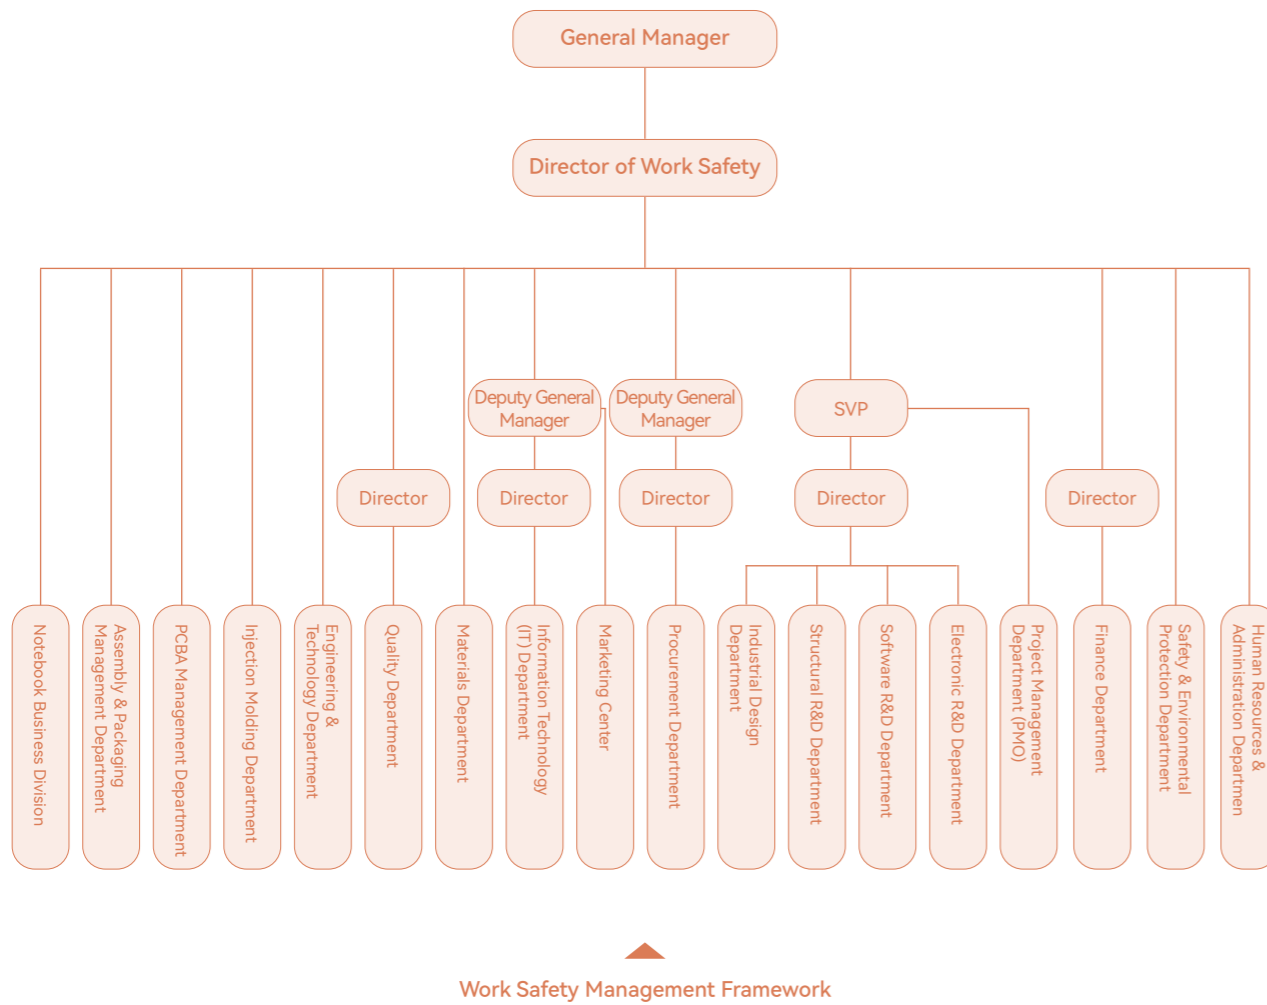 General Manager
Director of Work Safety
Deputy General
Manager
Deputy General
Manager
SVP
Director
Director
Director
Director
Director
Notebook Business Division
Assembly & Packaging
Management Department
PCBA Management Department
Injection Molding Department
Engineering &
Technology Department
Quality Department
Materials Department
Information Technology
(IT) Department
Marketing Center
Procurement Department
Industrial Design
Department
Structural R&D Department
Software R&D Department
Electronic R&D Department
Project Management
Department (PMO)
Finance Department
Safety & Environmental
Protection Department
Human Resources &
Administration Departmen
Work Safety Management Framework